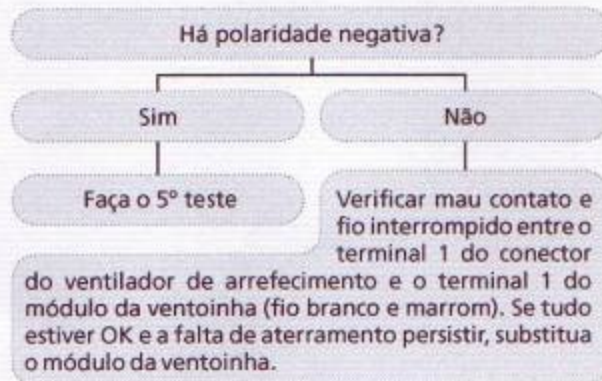 Há polaridade negativa?
Sim
Não
Faça o 5º teste
Verificar mau contato e
fio interrompido entre o
terminal 1 do conector
do ventilador de arrefecimento e o terminal 1 do
módulo da ventoinha (fio branco e marrom). Se tudo
estiver OK e a falta de aterramento persistir, substitua
o módulo da ventoinha.